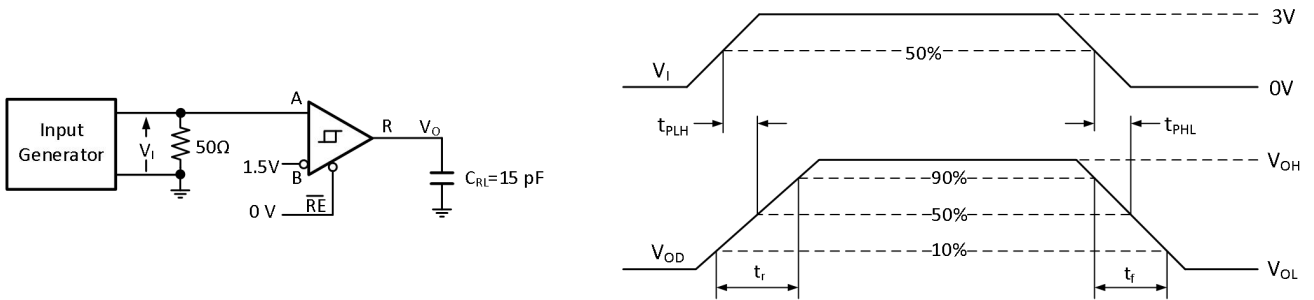 Input
Generator
V_I
50Ω
A
1.5V
B
0 V
RE
R
V_O
C_RL=15 pF
3V
50%
V_I
0V
t_PLH
t_PHL
V_OH
90%
50%
V_OD
10%
V_OL
t_r
t_f